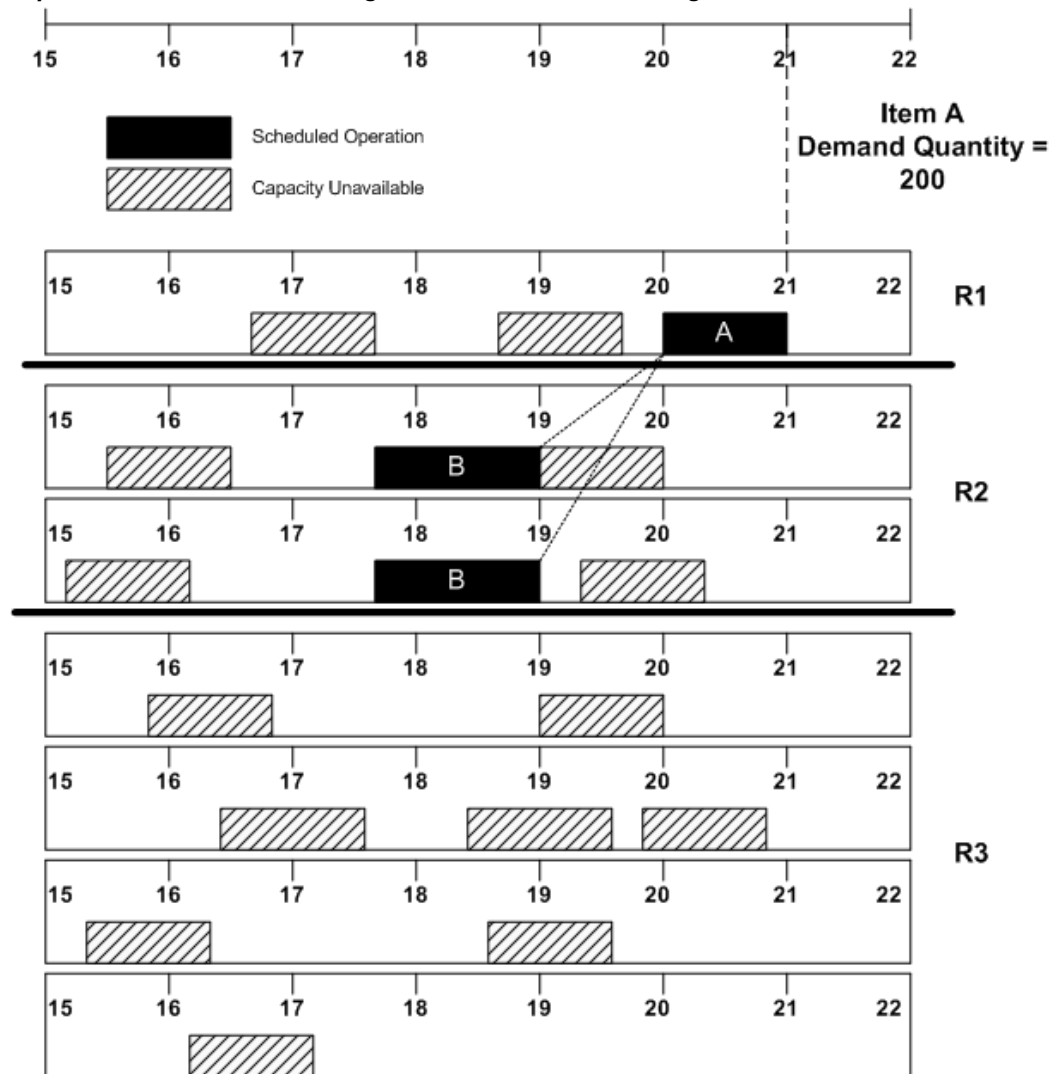 15 16 17 18 19 20 21 22
Item A
Demand Quantity =
200
Scheduled Operation
Capacity Unavailable
15 16 17 18 19 20 21 22
R1
A
15 16 17 18 19 20 21 22
B
R2
15 16 17 18 19 20 21 22
B
15 16 17 18 19 20 21 22
15 16 17 18 19 20 21 22
R3
15 16 17 18 19 20 21 22
15 16 17 18 19 20 21 22